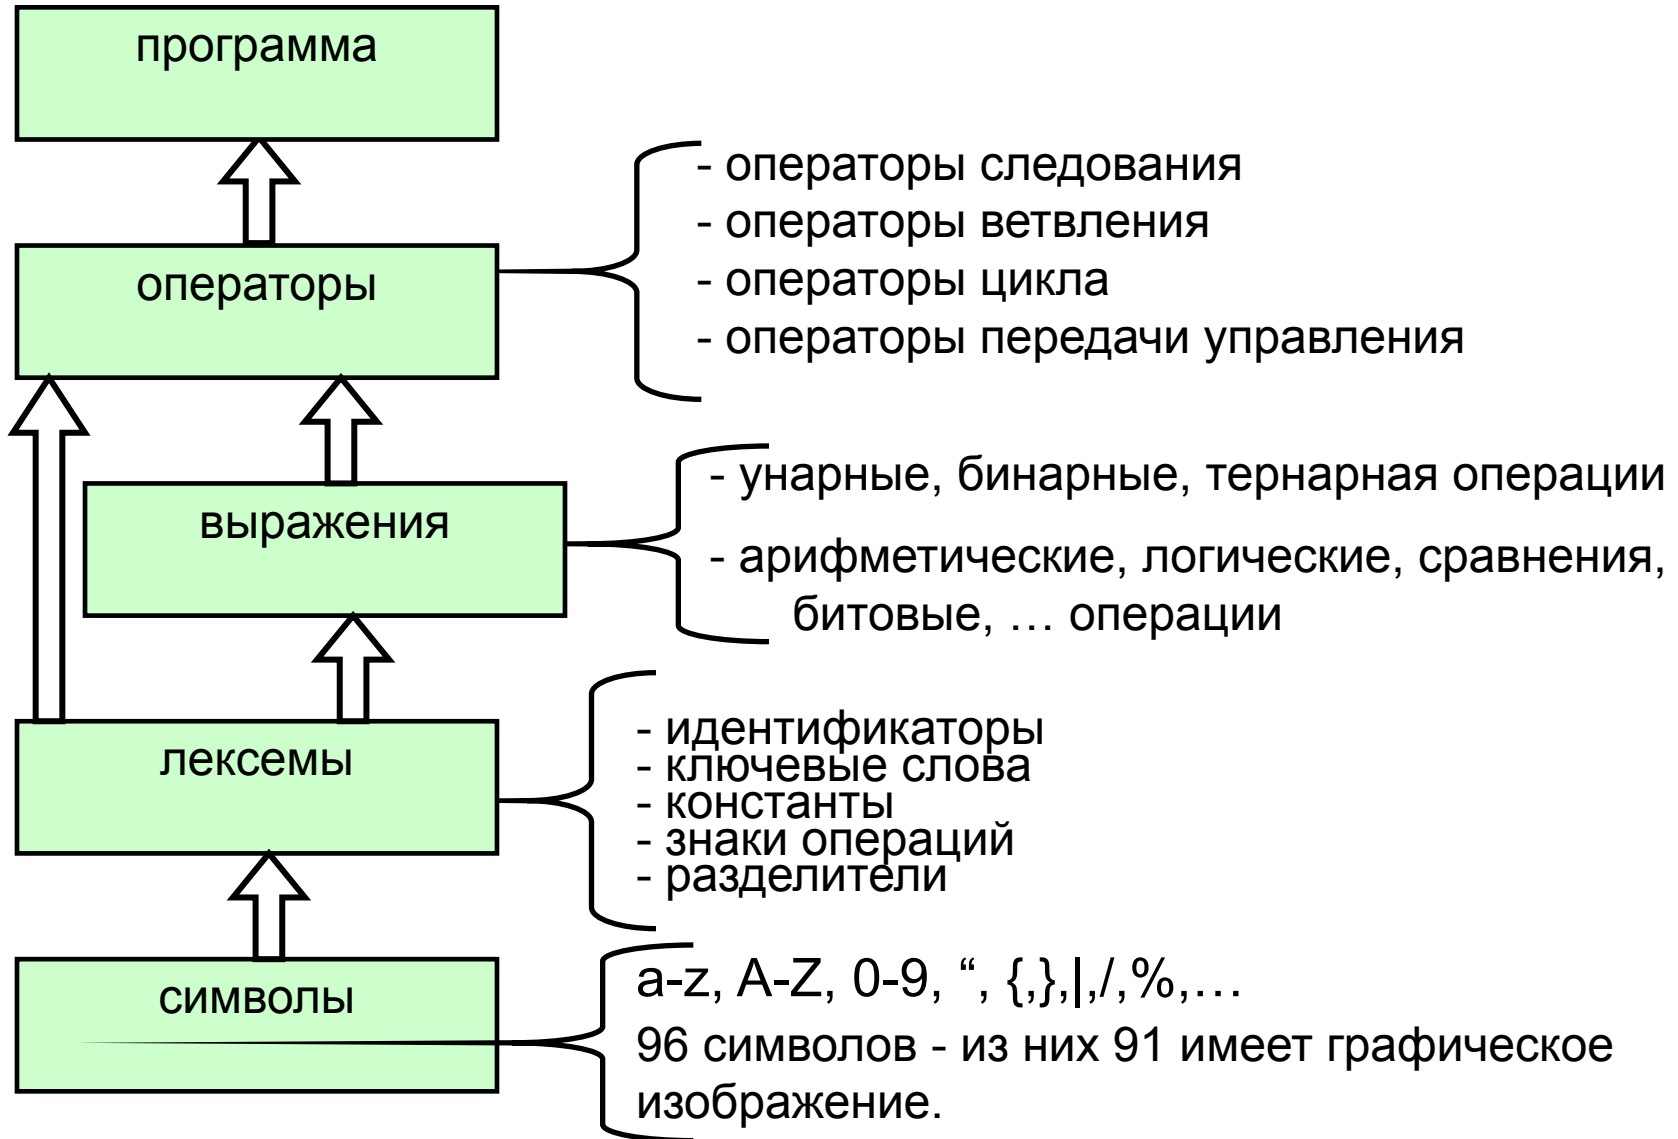 программа
операторы
- операторы следования
- операторы ветвления
- операторы цикла
- операторы передачи управления
выражения
- унарные, бинарные, тернарная операции
- арифметические, логические, сравнения,
битовые, … операции
лексемы
- идентификаторы
- ключевые слова
- константы
- знаки операций
- разделители
символы
a-z, A-Z, 0-9, “, {,},|,/,%,…
96 символов - из них 91 имеет графическое
изображение.